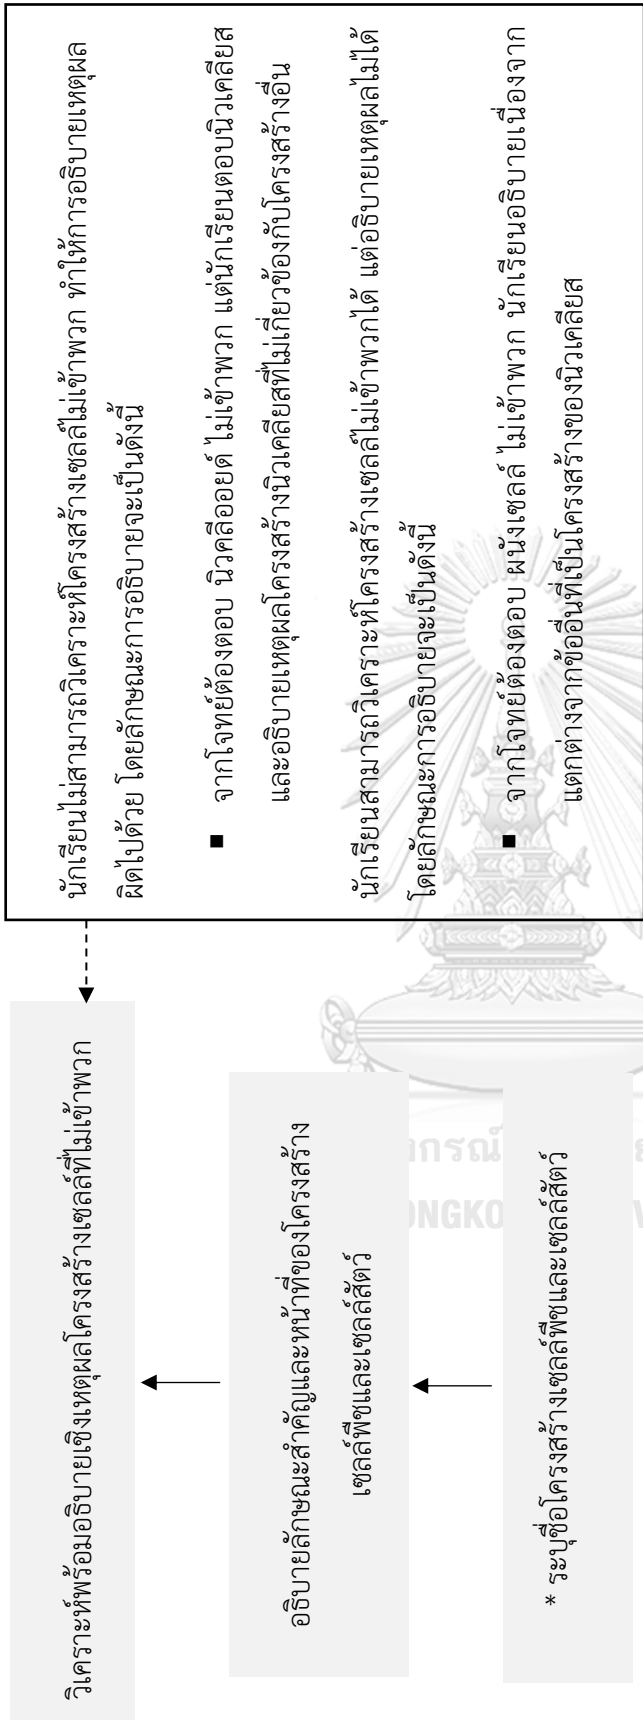 วิเคราะห์พร้อมอธิบายเชิงเหตุผลโครงสร้างเซลล์ที่ไม่เข้าพวก
อธิบายลักษณะสำคัญและหน้าที่ของโครงสร้าง
เซลล์พืชและเซลล์สัตว์
* ระบุชื่อโครงสร้างเซลล์พืชและเซลล์สัตว์
นักเรียนไม่สามารถวิเคราะห์โครงสร้างเซลล์ไม่เข้าพวก ทำให้การอธิบายเหตุผล
ผิดไปด้วย โดยลักษณะการอธิบายจะเป็นดังนี้
▪ จากโจทย์ต้องตอบ นิวคลีออยด์ ไม่เข้าพวก แต่นักเรียนตอบนิวเคลียส
และอธิบายเหตุผลโครงสร้างนิวเคลียสที่ไม่เกี่ยวข้องกับโครงสร้างอื่น
นักเรียนสามารถวิเคราะห์โครงสร้างเซลล์ไม่เข้าพวกได้ แต่อธิบายเหตุผลไม่ได้
โดยลักษณะการอธิบายจะเป็นดังนี้
▪ จากโจทย์ต้องตอบ ผนังเซลล์ ไม่เข้าพวก นักเรียนอธิบายเนื่องจาก
แตกต่างจากข้ออื่นที่เป็นโครงสร้างของนิวเคลียส